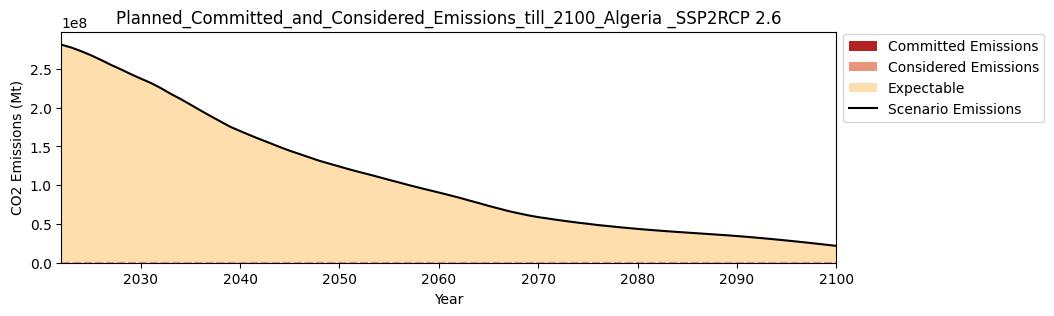 Planned_Committed_and_Considered_Emissions_till_2100_Algeria _SSP2RCP 2.6
1e8
2.5
2.0
1.5
1.0
0.5
0.0
CO2 Emissions (Mt)
2030 2040 2050 2060 2070 2080 2090 2100
Year
Committed Emissions
Considered Emissions
Expectable
Scenario Emissions